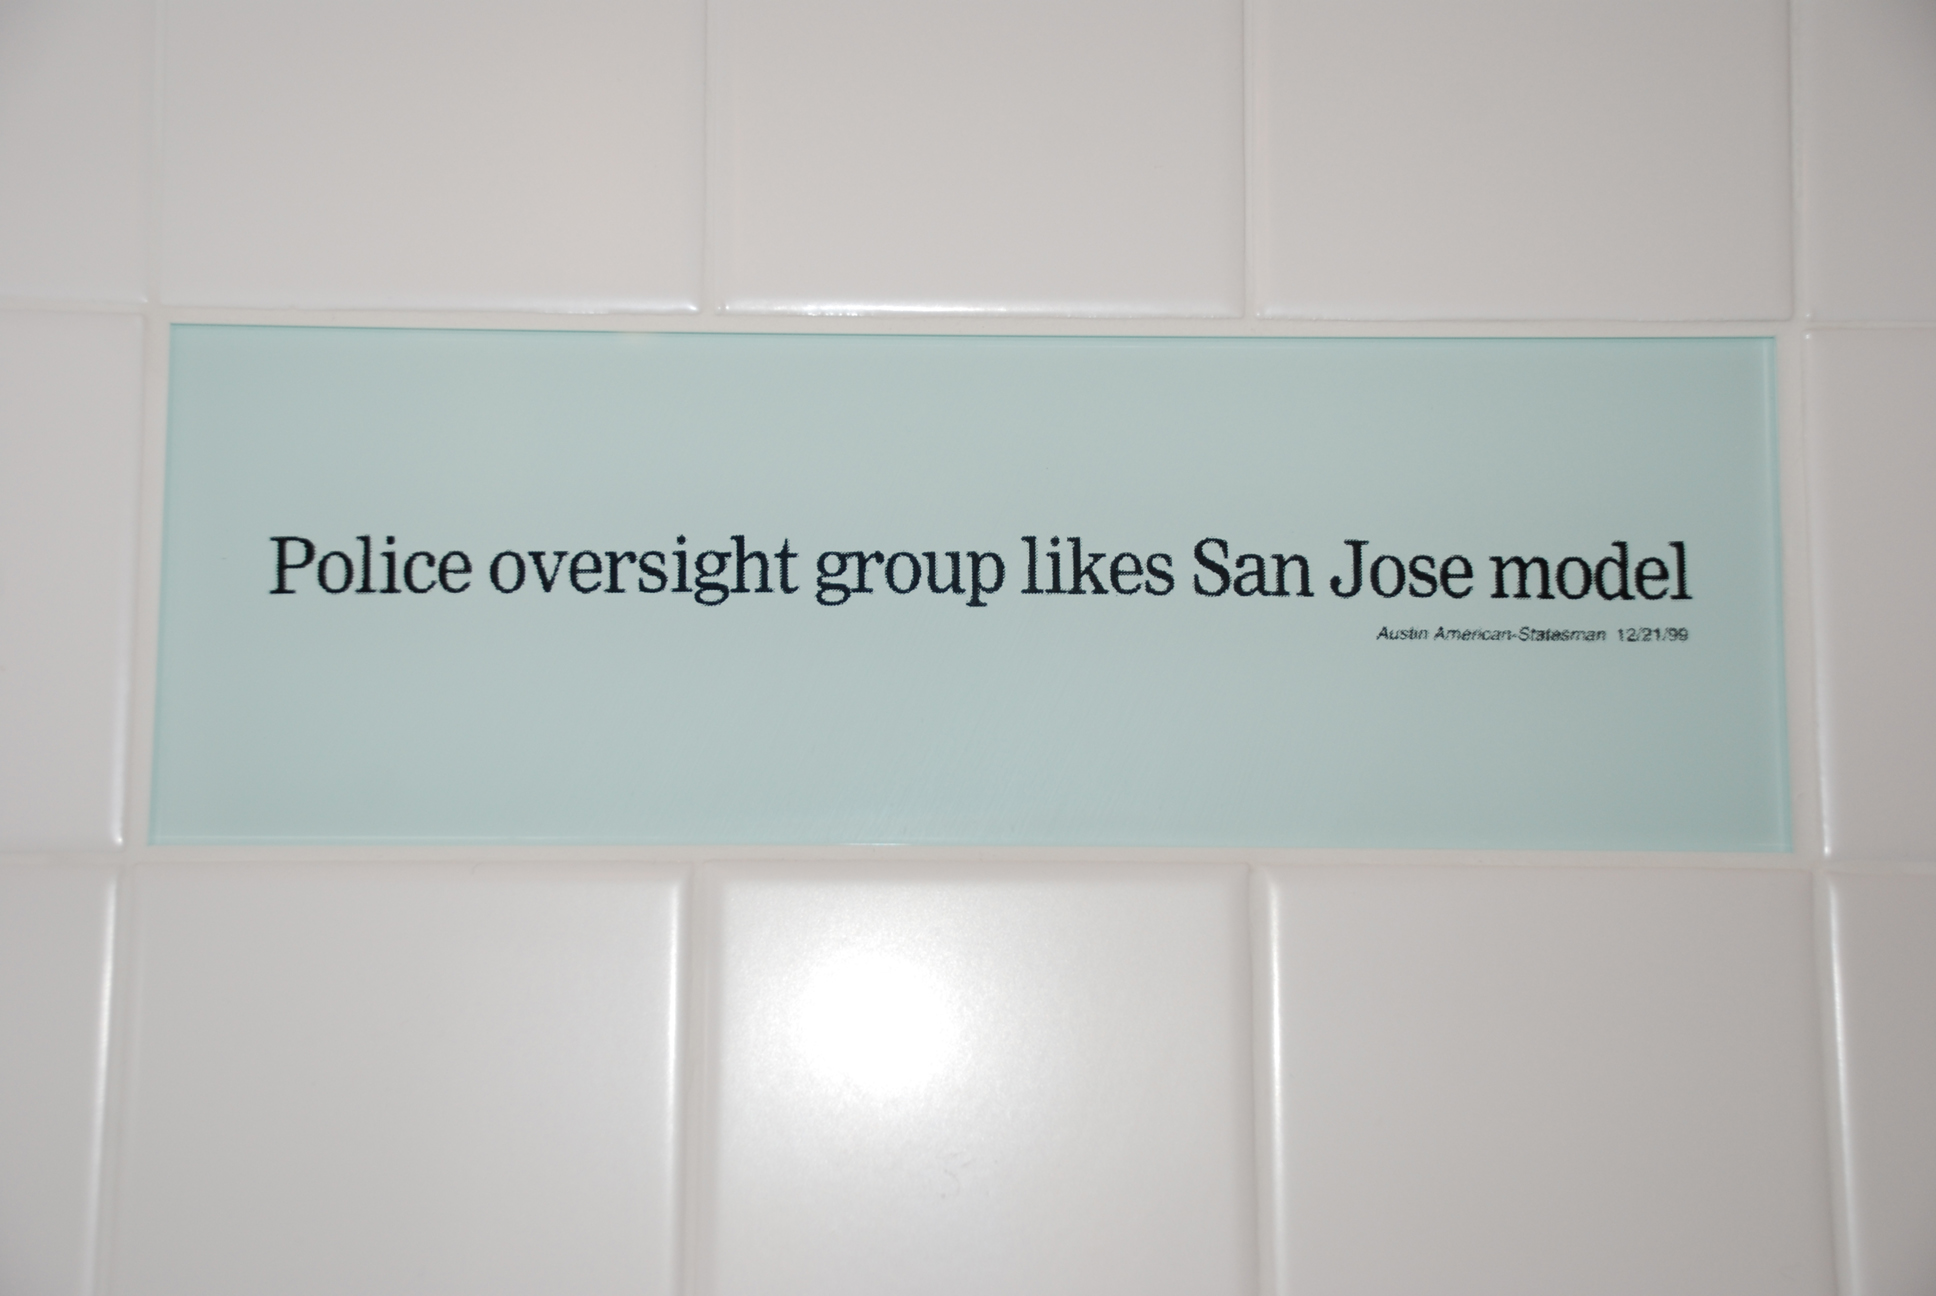 Police oversight group likes San Jose model
Austin American-Statesman 12/21/99